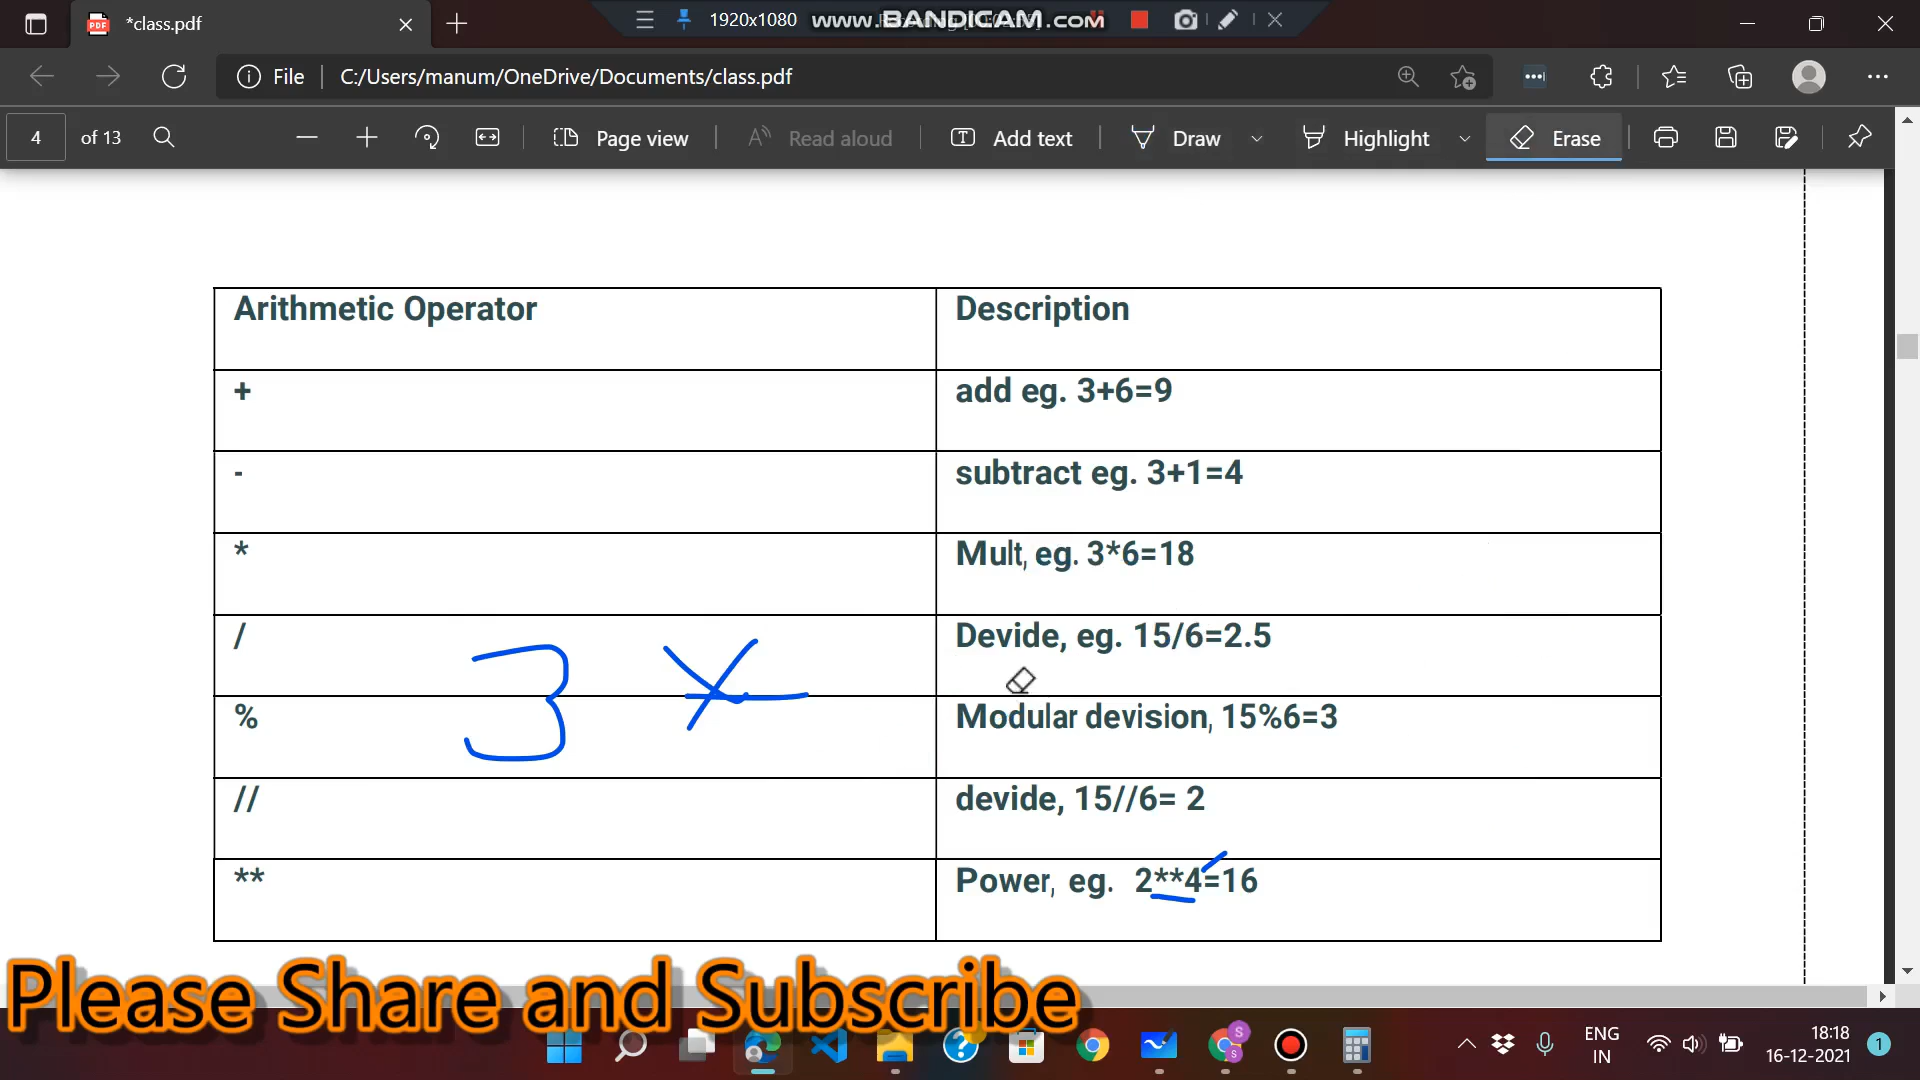 *class.pdf
1920x1080
www.BANDICAM.com
File
C:/Users/manum/OneDrive/Documents/class.pdf
4 of 13
Page view
Read aloud
Add text
Draw
Highlight
Erase
Arithmetic Operator Description
+ add eg. 3+6=9
- subtract eg. 3+1=4
* Mult, eg. 3*6=18
/ Devide, eg. 15/6=2.5
3 x
% Modular devision, 15%6=3
// devide, 15//6= 2
** Power, eg. 2**4=16
Please Share and Subscribe
ENG
IN
18:18
16-12-2021
1